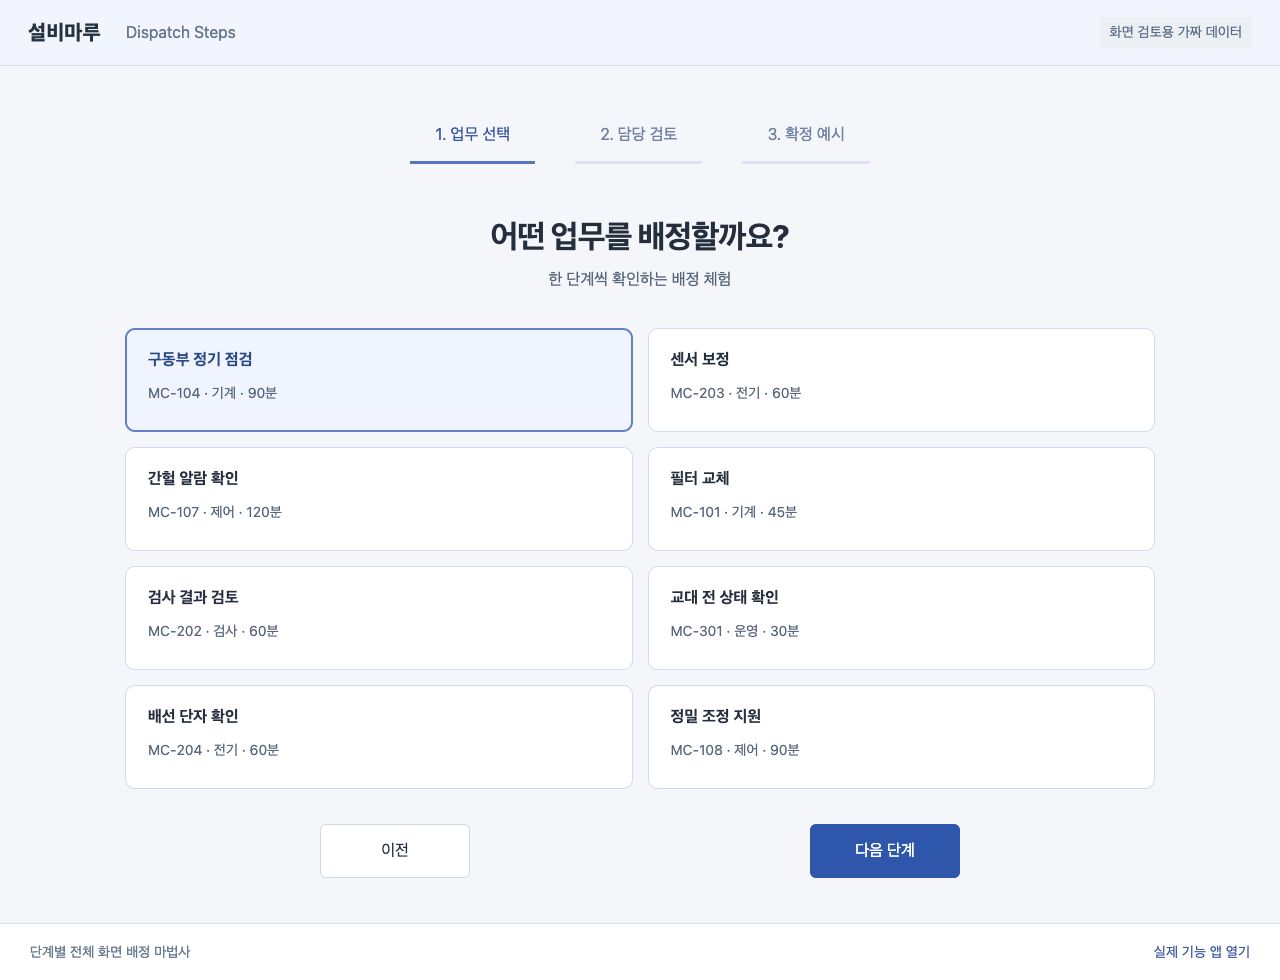 설비마루
Dispatch Steps
화면 검토용 가짜 데이터
1. 업무 선택
2. 담당 검토
3. 확정 예시
어떤 업무를 배정할까요?
한 단계씩 확인하는 배정 체험
구동부 정기 점검
MC-104 · 기계 · 90분
센서 보정
MC-203 · 전기 · 60분
간헐 알람 확인
MC-107 · 제어 · 120분
필터 교체
MC-101 · 기계 · 45분
검사 결과 검토
MC-202 · 검사 · 60분
교대 전 상태 확인
MC-301 · 운영 · 30분
배선 단자 확인
MC-204 · 전기 · 60분
정밀 조정 지원
MC-108 · 제어 · 90분
이전
다음 단계
단계별 전체 화면 배정 마법사
실제 기능 앱 열기